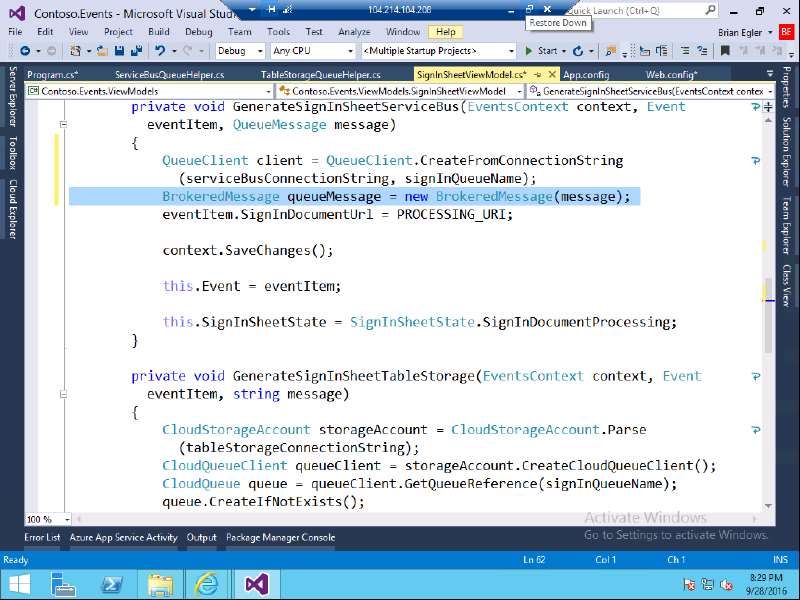 Contoso.Events - Microsoft Visual Studio
104.214.104.208
Quick Launch (Ctrl+Q)
Restore Down
File Edit View Project Build Debug Team Tools Test Analyze Window Help
Brian Egler BE
Debug Any CPU <Multiple Startup Projects> Start
Program.cs* ServiceBusQueueHelper.cs TableStorageQueueHelper.cs SignInSheetViewModel.cs* App.config Web.config*
Contoso.Events.ViewModels Contoso.Events.ViewModels.SignInSheetViewModel GenerateSignInSheetServiceBus(EventsContext contex
Server Explorer
Toolbox
Cloud Explorer
private void GenerateSignInSheetServiceBus(EventsContext context, Event
eventItem, QueueMessage message)
{
QueueClient client = QueueClient.CreateFromConnectionString
(serviceBusConnectionString, signInQueueName);
BrokeredMessage queueMessage = new BrokeredMessage(message);
eventItem.SignInDocumentUrl = PROCESSING_URI;
context.SaveChanges();
this.Event = eventItem;
this.SignInSheetState = SignInSheetState.SignInDocumentProcessing;
}
private void GenerateSignInSheetTableStorage(EventsContext context, Event
eventItem, string message)
{
CloudStorageAccount storageAccount = CloudStorageAccount.Parse
(tableStorageConnectionString);
CloudQueueClient queueClient = storageAccount.CreateCloudQueueClient();
CloudQueue queue = queueClient.GetQueueReference(signInQueueName);
queue.CreateIfNotExists();
Properties
Solution Explorer
Team Explorer
Class View
100 %
Activate Windows
Go to Settings to activate Windows.
Error List Azure App Service Activity Output Package Manager Console
Ready Ln 62 Col 1 Ch 1 INS
8:29 PM
9/28/2016